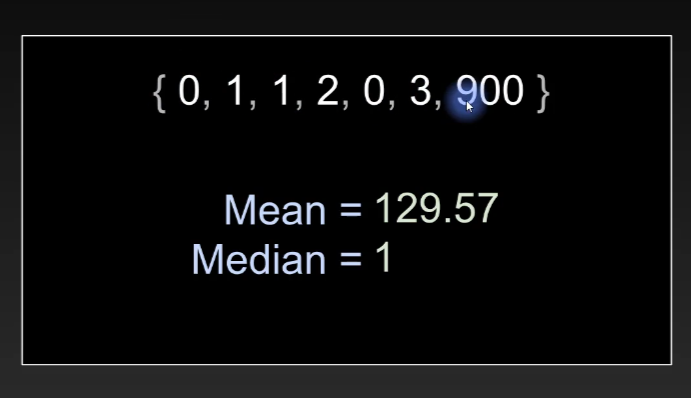 { 0, 1, 1, 2, 0, 3, 900 }
Mean = 129.57
Median = 1